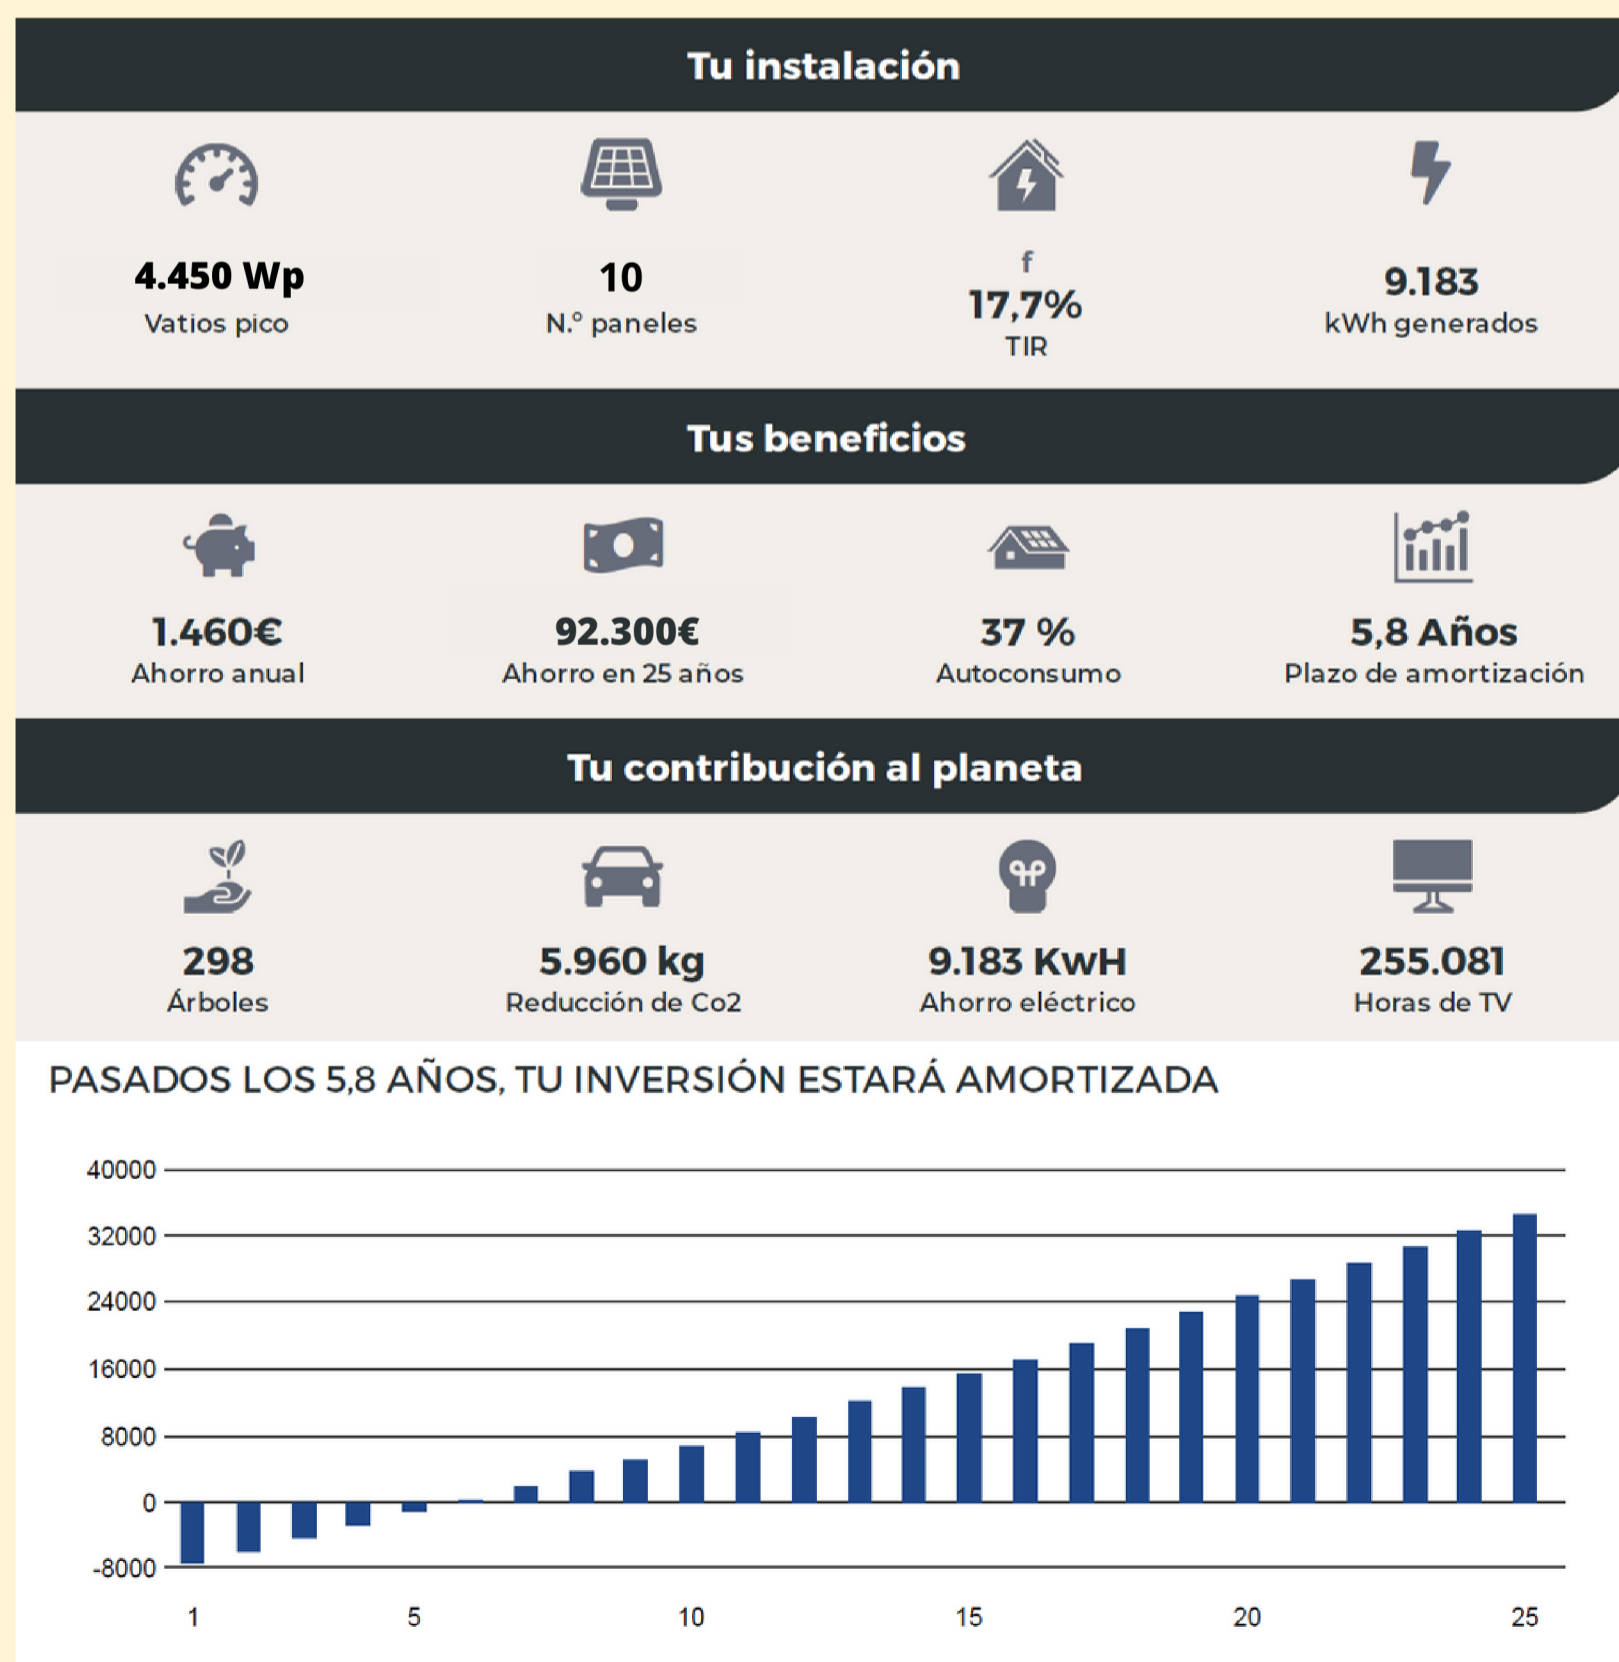 Tu instalación
4.450 Wp
Vatios pico
10
N.º paneles
f
17,7%
TIR
9.183
kWh generados
Tus beneficios
1.460€
Ahorro anual
92.300€
Ahorro en 25 años
37 %
Autoconsumo
5,8 Años
Plazo de amortización
Tu contribución al planeta
298
Árboles
5.960 kg
Reducción de Co2
9.183 KwH
Ahorro eléctrico
255.081
Horas de TV
PASADOS LOS 5,8 AÑOS, TU INVERSIÓN ESTARÁ AMORTIZADA
40000
32000
24000
16000
8000
0
-8000
1 5 10 15 20 25